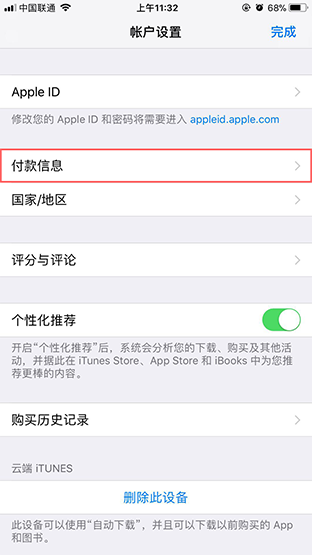 中国联通 上午11:32 68%
帐户设置 完成
Apple ID
修改您的 Apple ID 和密码将需要进入 appleid.apple.com
付款信息
国家/地区
评分与评论
个性化推荐
开启“个性化推荐”后，系统会分析您的下载、购买及其他活
动，并据此在 iTunes Store、App Store 和 iBooks 中为您推
荐更棒的内容。
购买历史记录
云端 iTUNES
删除此设备
此设备可以使用“自动下载”，并且可以下载以前购买的 App
和图书。